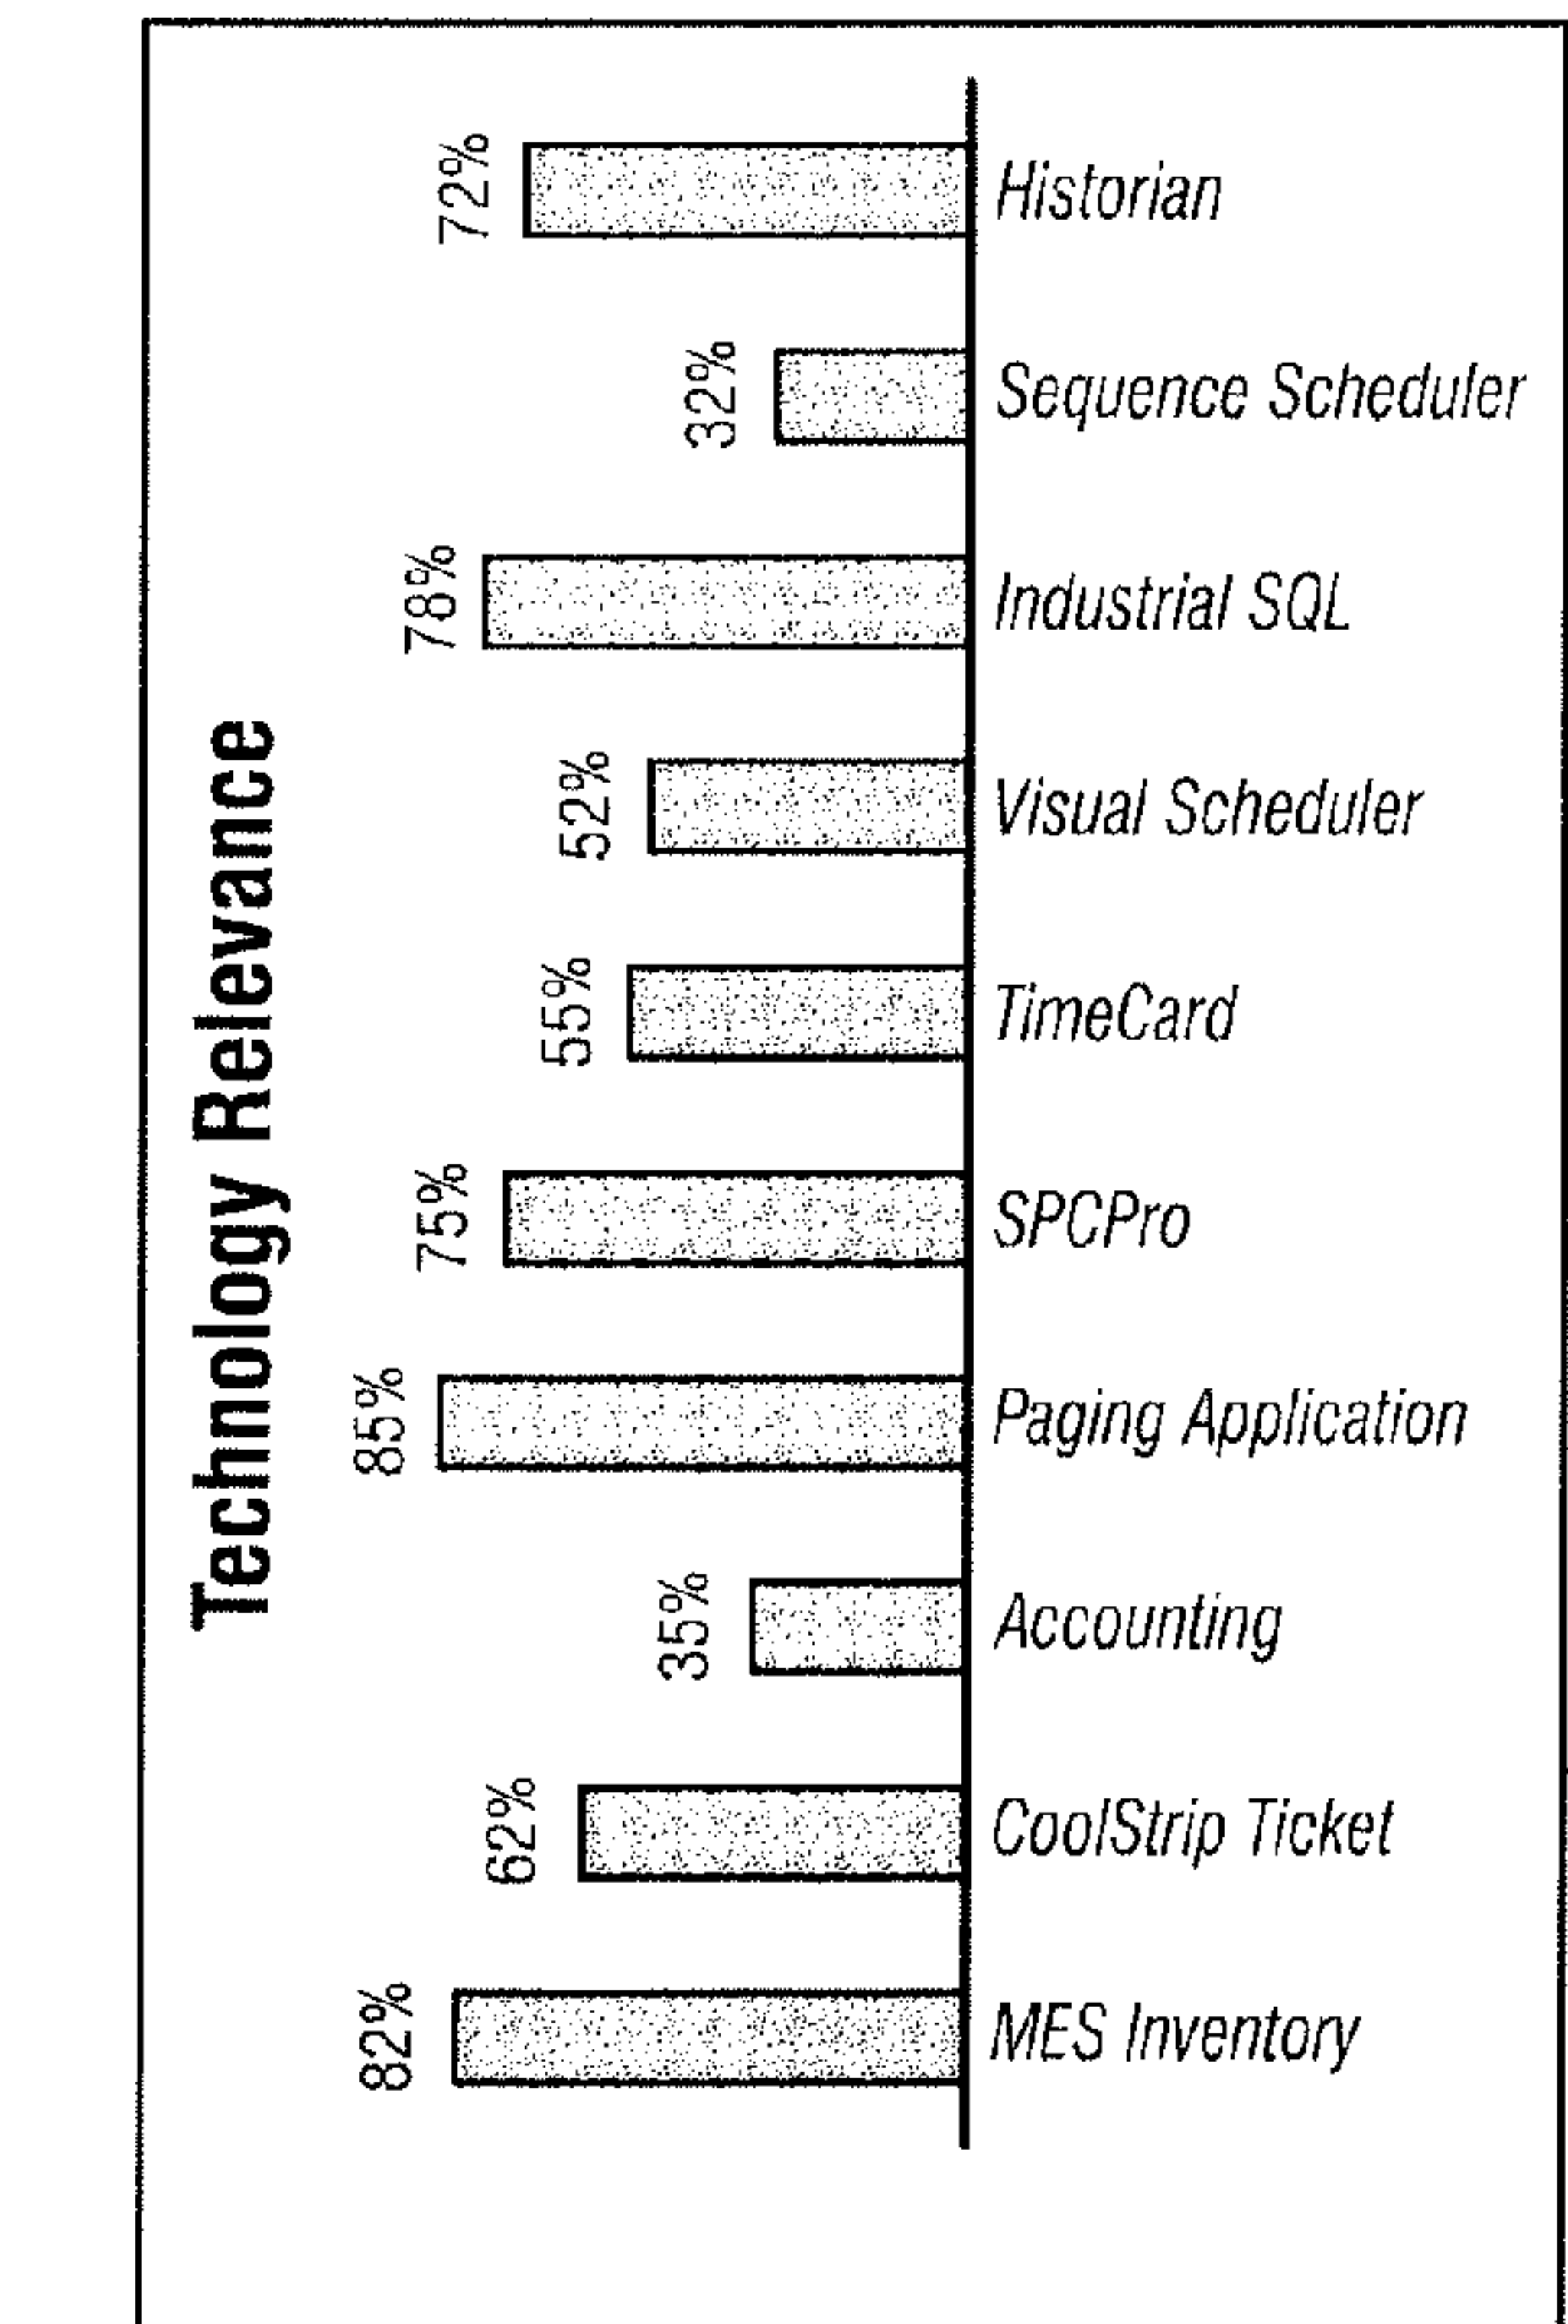 Technology Relevance
72%
Historian
32%
Sequence Scheduler
78%
Industrial SQL
52%
Visual Scheduler
55%
TimeCard
75%
SPCPro
85%
Paging Application
35%
Accounting
62%
CoolStrip Ticket
82%
MES Inventory